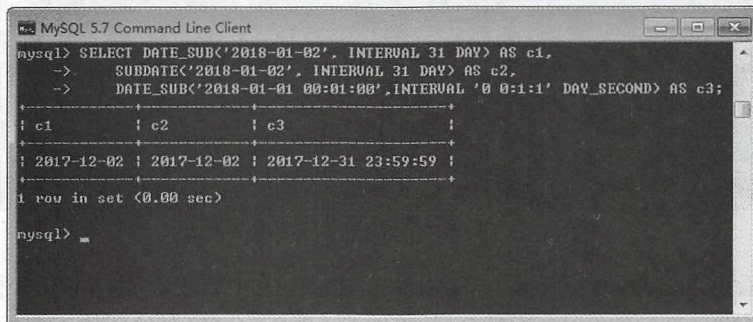 MySQL 5.7 Command Line Client
mysql> SELECT DATE_SUB('2018-01-02', INTERVAL 31 DAY) AS c1,
    -> SUBDATE('2018-01-02', INTERVAL 31 DAY) AS c2,
    -> DATE_SUB('2018-01-01 00:01:00',INTERVAL '0 0:1:1' DAY_SECOND) AS c3;
+------------+------------+---------------------+
| c1         | c2         | c3                  |
+------------+------------+---------------------+
| 2017-12-02 | 2017-12-02 | 2017-12-31 23:59:59 |
+------------+------------+---------------------+
1 row in set (0.00 sec)
mysql>